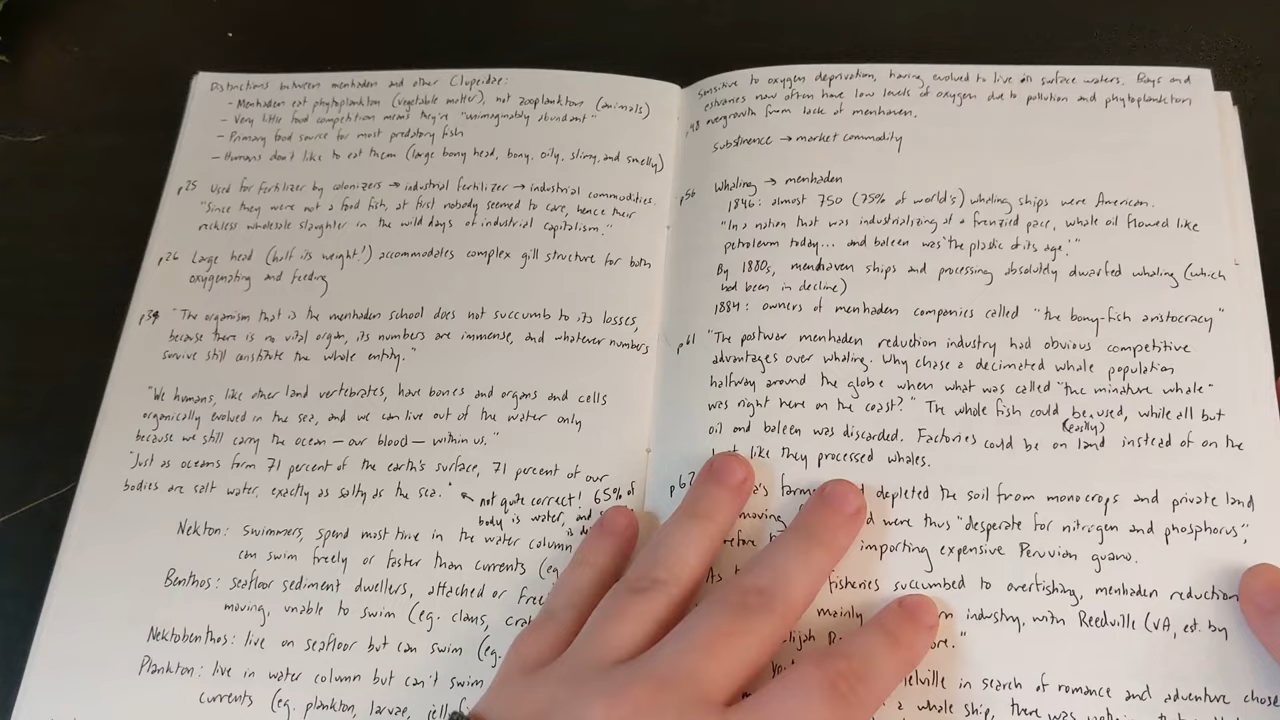 Distinctions between menhaden and other Clupeidae:
- Menhaden eat phytoplankton (vegetable matter), not zooplankton (animals)
- Very little food competition means they're "unimaginably abundant"
- Primary food source for most predatory fish
- Humans don't like to eat them (large bony head, bony, oily, slimy, and smelly)
p25 Used for fertilizer by colonizers → industrial fertilizer → industrial commodities.
"Since they were not a food fish, at first nobody seemed to care, hence their
reckless wholesale slaughter in the wild days of industrial capitalism."
p26 Large head (half its weight!) accommodates complex gill structure for both
oxygenating and feeding
"The organism that is the menhaden school does not succumb to its losses,
because there is no vital organ, its numbers are immense, and whatever numbers
survive still constitute the whole entity."
"We humans, like other land vertebrates, have bones and organs and cells
organically evolved in the sea, and we can live out of the water only
because we still carry the ocean — our blood — within us."
"Just as oceans form 71 percent of the earth's surface, 71 percent of our
bodies are salt water, exactly as salty as the sea." ← not quite correct! 65% of
body is water, and
Nekton: swimmers, spend most time in the water column
can swim freely or faster than currents (eg
Benthos: seafloor sediment dwellers, attached or free
moving, unable to swim (eg. clams,
Nektobenthos: live on seafloor but can swim (eg.
Plankton: live in water column but can't swim
currents (eg. plankton, larvae,
sensitive to oxygen deprivation, having evolved to live in surface waters. Bays and
estuaries now often have low levels of oxygen due to pollution and phytoplankton
p48 overgrowth from lack of menhaven.
subsistence → market commodity
p56 Whaling → menhaden
1846: almost 750 (75% of world's) whaling ships were American.
"In a nation that was industrializing at a frenzied pace, whale oil flowed like
petroleum today... and baleen was 'the plastic of its age'"
By 1880s, menhaven ships and processing absolutely dwarfed whaling (which
had been in decline)
1884: owners of menhaden companies called "the bony-fish aristocracy"
p61 "The postwar menhaden reduction industry had obvious competitive
advantages over whaling. Why chase a decimated whale population
halfway around the globe when what was called "the minature whale"
was right here on the coast?" The whole fish could be used, while all but
(easily)
oil and baleen was discarded. Factories could be on land instead of on the
like they processed whales.
p62 depleted the soil from monocrops and private land
were thus "desperate for nitrogen and phosphorus",
importing expensive Peruvian guano.
As fisheries succumbed to overfishing, menhaden reduction
mainly industry, with Reedville (VA, est. by
in search of romance and adventure chose
a whale ship, there was